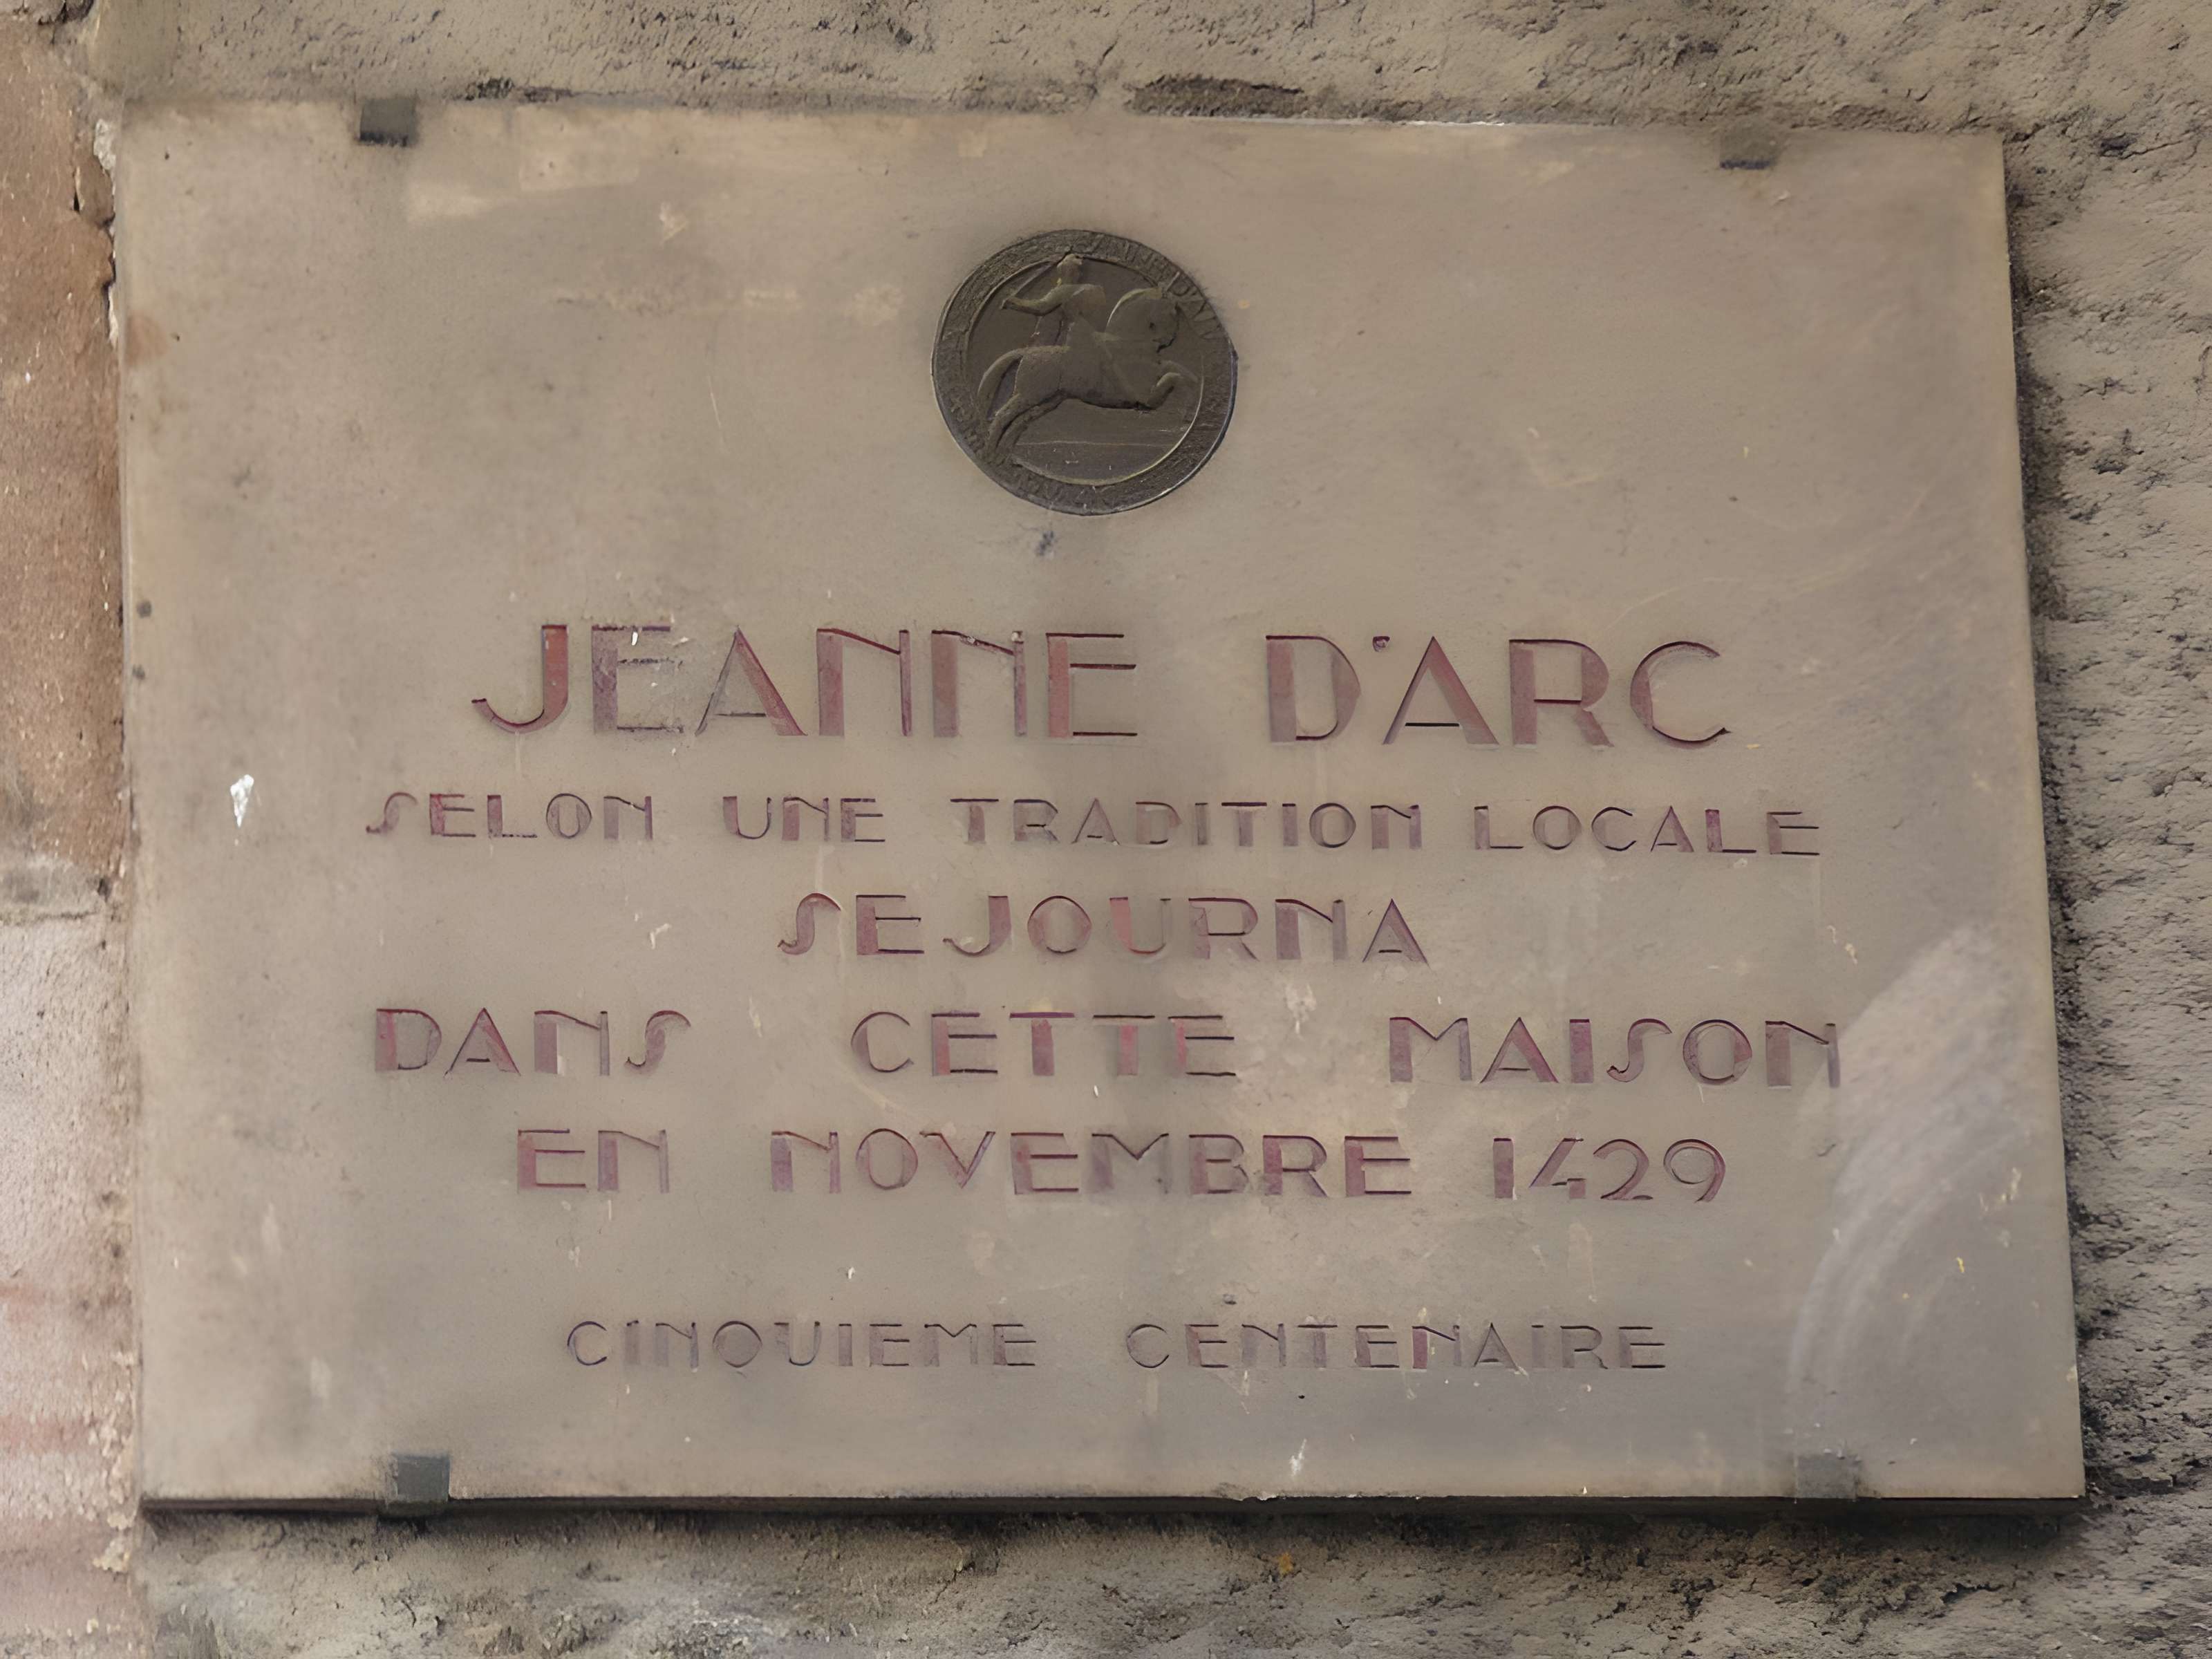 JEANNE D'ARC
SELON UNE TRADITION LOCALE
SEJOURNA
DANS CETTE MAISON
EN NOVEMBRE 1429
CINQUIEME CENTENAIRE